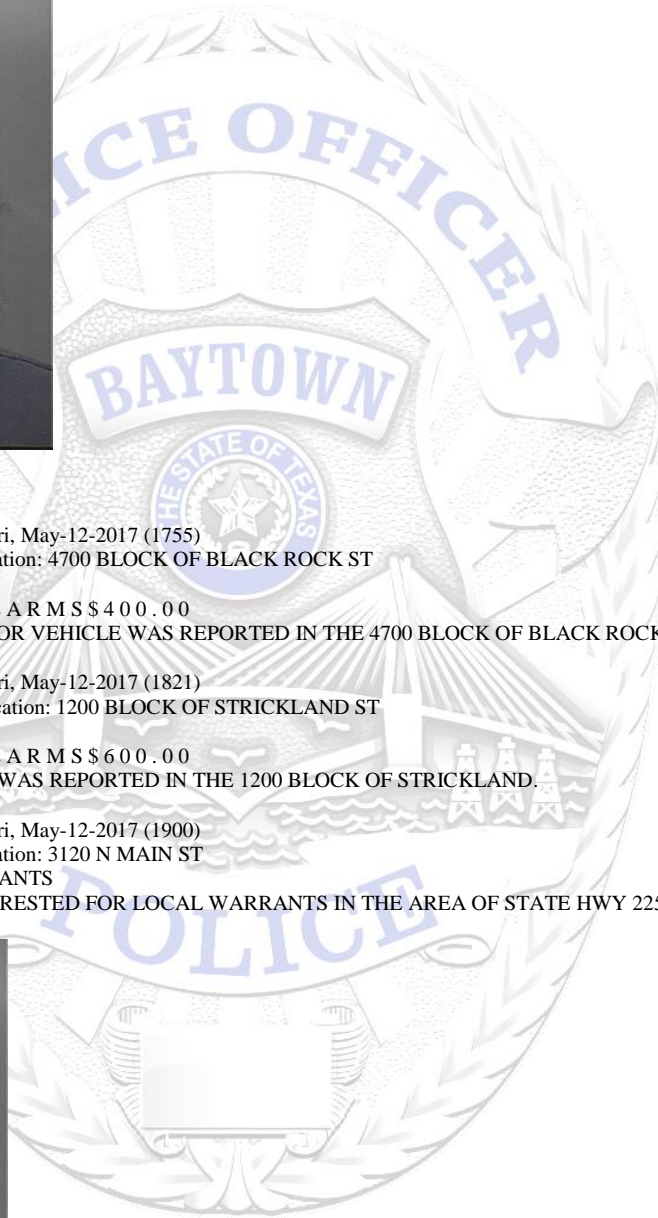 ICE OFFICER
BAYTOWN
THE STATE OF TEXAS
ri, May-12-2017 (1755)
ation: 4700 BLOCK OF BLACK ROCK ST
A R M S $ 4 0 0 . 0 0
OR VEHICLE WAS REPORTED IN THE 4700 BLOCK OF BLACK ROCK
ri, May-12-2017 (1821)
cation: 1200 BLOCK OF STRICKLAND ST
A R M S $ 6 0 0 . 0 0
WAS REPORTED IN THE 1200 BLOCK OF STRICKLAND.
ri, May-12-2017 (1900)
ation: 3120 N MAIN ST
ANTS
RESTED FOR LOCAL WARRANTS IN THE AREA OF STATE HWY 225
POLICE